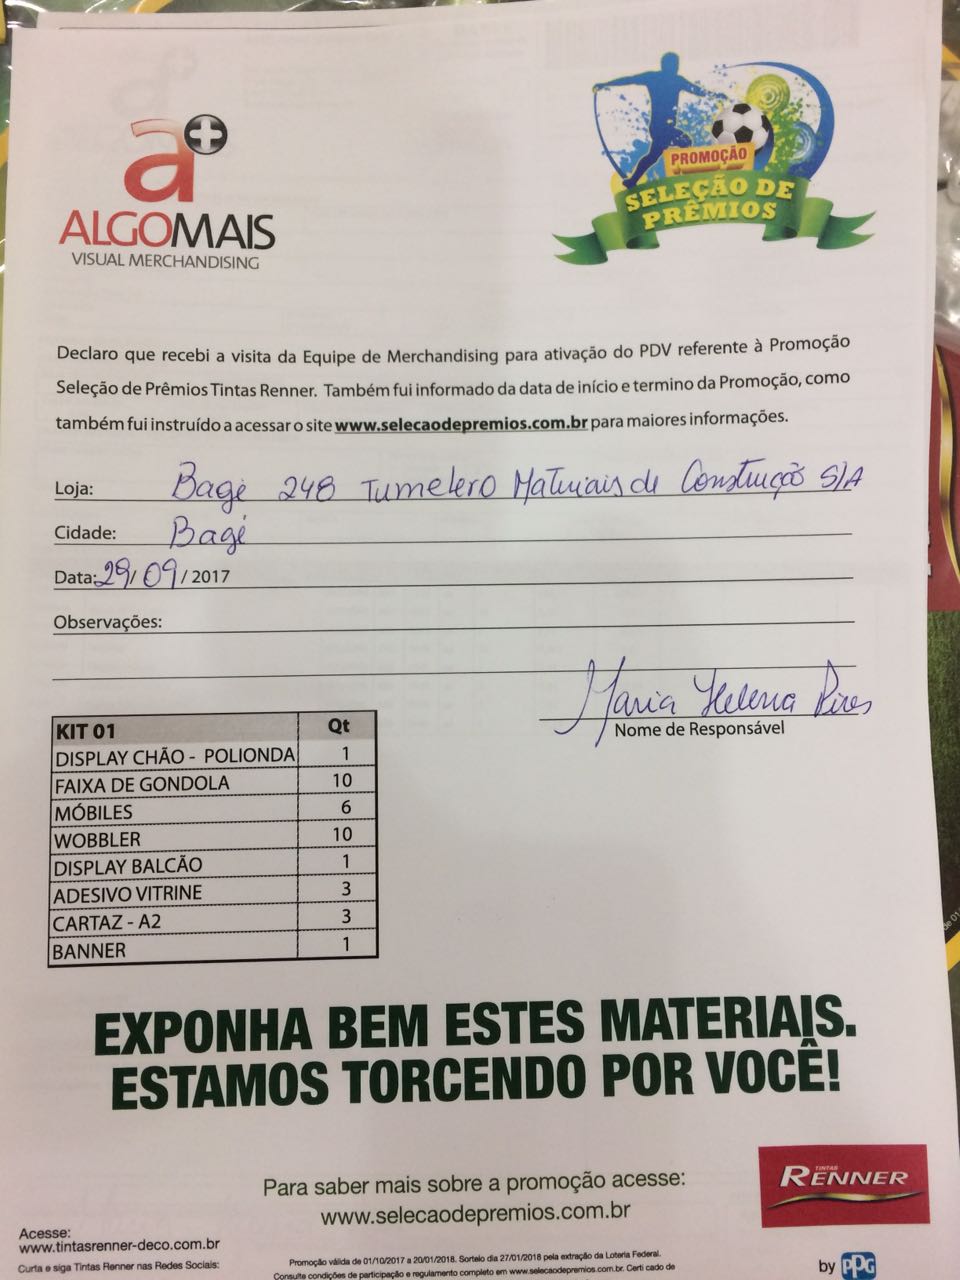 a+
ALGOMAIS
VISUAL MERCHANDISING
PROMOÇÃO
SELEÇÃO DE
PRÊMIOS
Declaro que recebi a visita da Equipe de Merchandising para ativação do PDV referente à Promoção
Seleção de Prêmios Tintas Renner. Também fui informado da data de início e termino da Promoção, como
também fui instruído a acessar o site www.selecaodepremios.com.br para maiores informações.
Loja: Bagé 248 Tumelero Materiais de Construção S/A
Cidade: Bagé
Data: 29/09/2017
Observações:
Maria Helena Pires
Nome de Responsável
KIT 01 Qt
DISPLAY CHÃO - POLIONDA 1
FAIXA DE GONDOLA 10
MÓBILES 6
WOBBLER 10
DISPLAY BALCÃO 1
ADESIVO VITRINE 3
CARTAZ - A2 3
BANNER 1
EXPONHA BEM ESTES MATERIAIS.
ESTAMOS TORCENDO POR VOCÊ!
TINTAS
RENNER
Para saber mais sobre a promoção acesse:
www.selecaodepremios.com.br
Acesse:
www.tintasrenner-deco.com.br
Curta e siga Tintas Renner nas Redes Sociais:
Promoção válida de 01/10/2017 a 20/01/2018. Sorteio dia 27/01/2018 pela extração da Loteria Federal.
Consulte condições de participação e regulamento completo em www.selecaodepremios.com.br. Certi cado de
by PPG